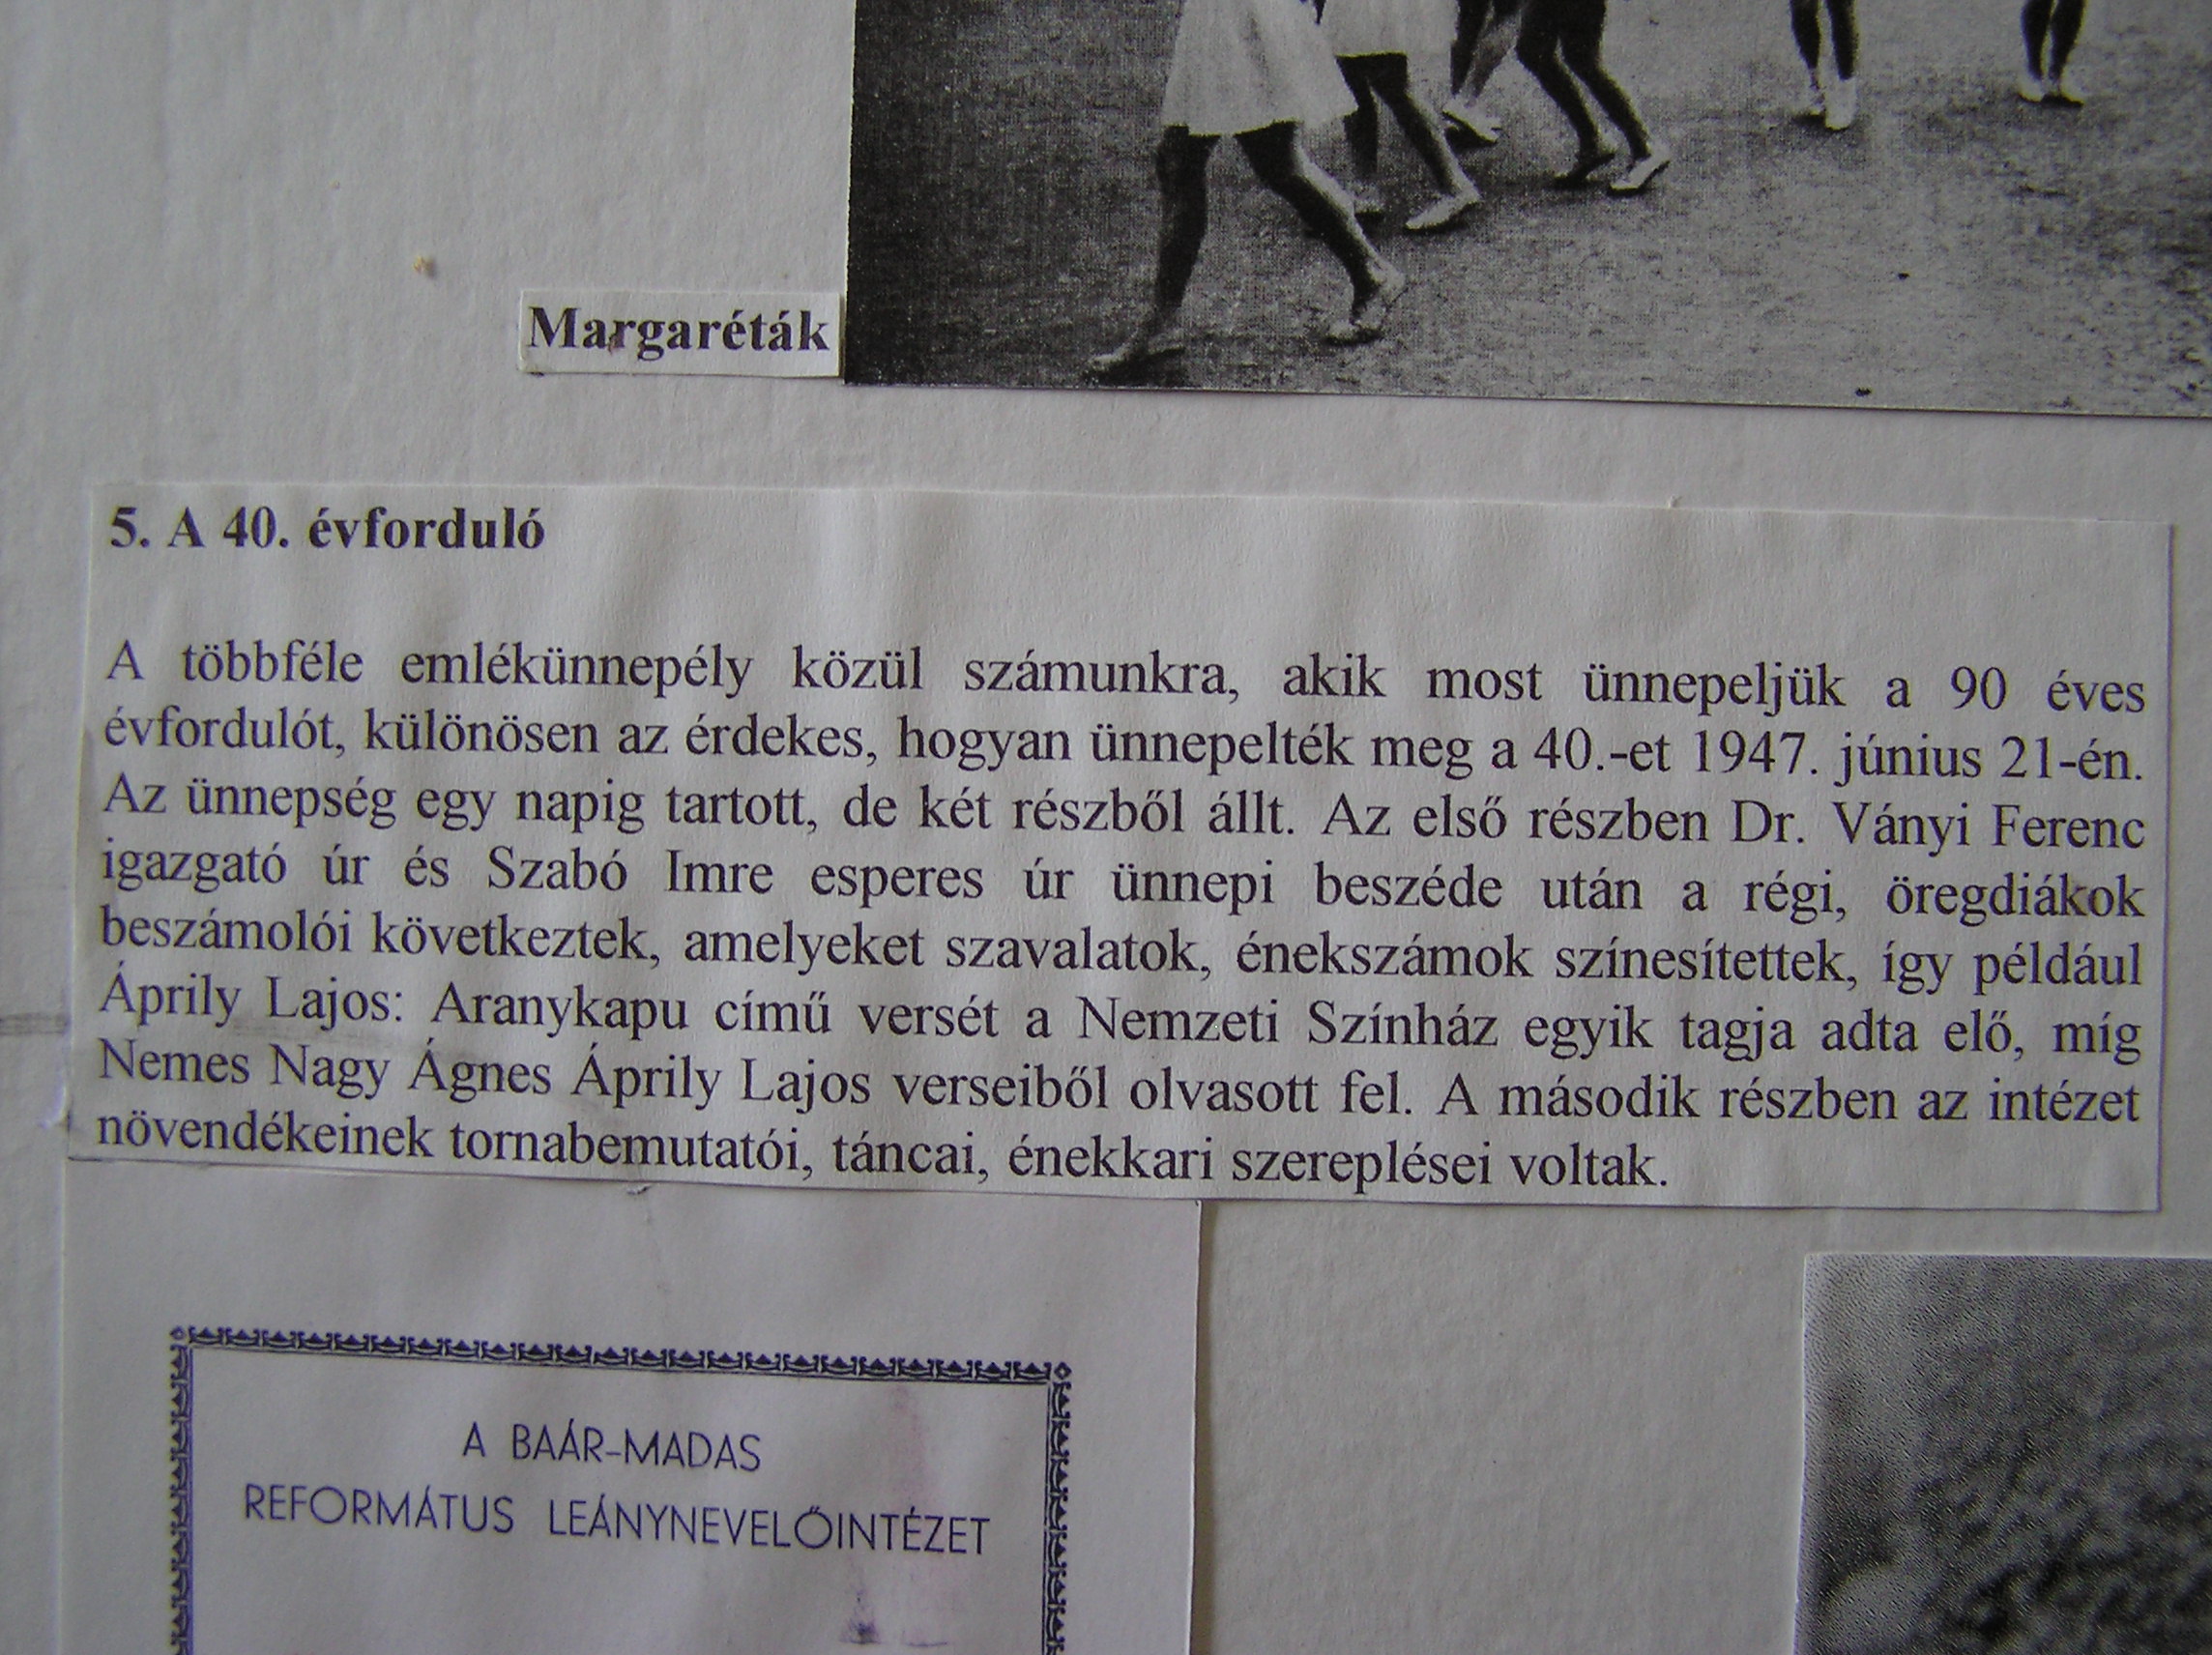 Margaréták
5. A 40. évforduló
A többféle emlékünnepély közül számunkra, akik most ünnepeljük a 90 éves
évfordulót, különösen az érdekes, hogyan ünnepelték meg a 40.-et 1947. június 21-én.
Az ünnepség egy napig tartott, de két részből állt. Az első részben Dr. Ványi Ferenc
igazgató úr és Szabó Imre esperes úr ünnepi beszéde után a régi, öregdiákok
beszámolói következtek, amelyeket szavalatok, énekszámok színesítettek, így például
Áprily Lajos: Aranykapu című versét a Nemzeti Színház egyik tagja adta elő, míg
Nemes Nagy Ágnes Áprily Lajos verseiből olvasott fel. A második részben az intézet
növendékeinek tornabemutatói, táncai, énekkari szereplései voltak.
A BAÁR-MADAS
REFORMÁTUS LEÁNYNEVELŐINTÉZET